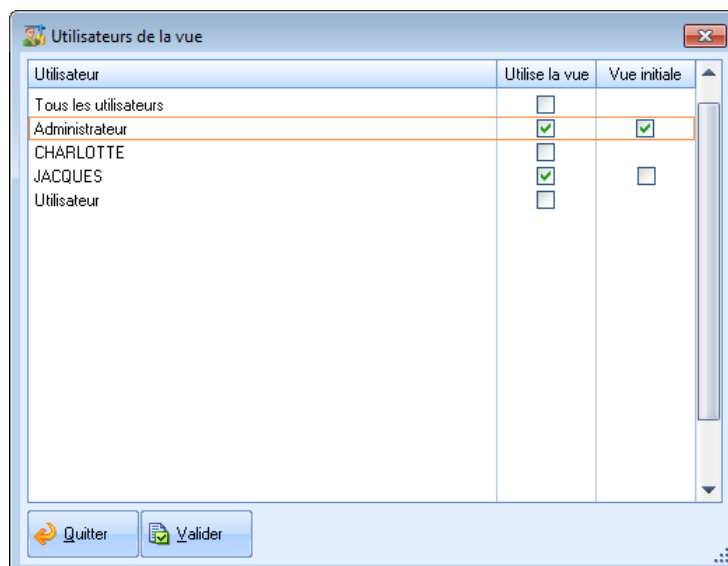 Utilisateurs de la vue
Utilisateur Utilise la vue Vue initiale
Tous les utilisateurs
Administrateur
CHARLOTTE
JACQUES
Utilisateur
Quitter Valider